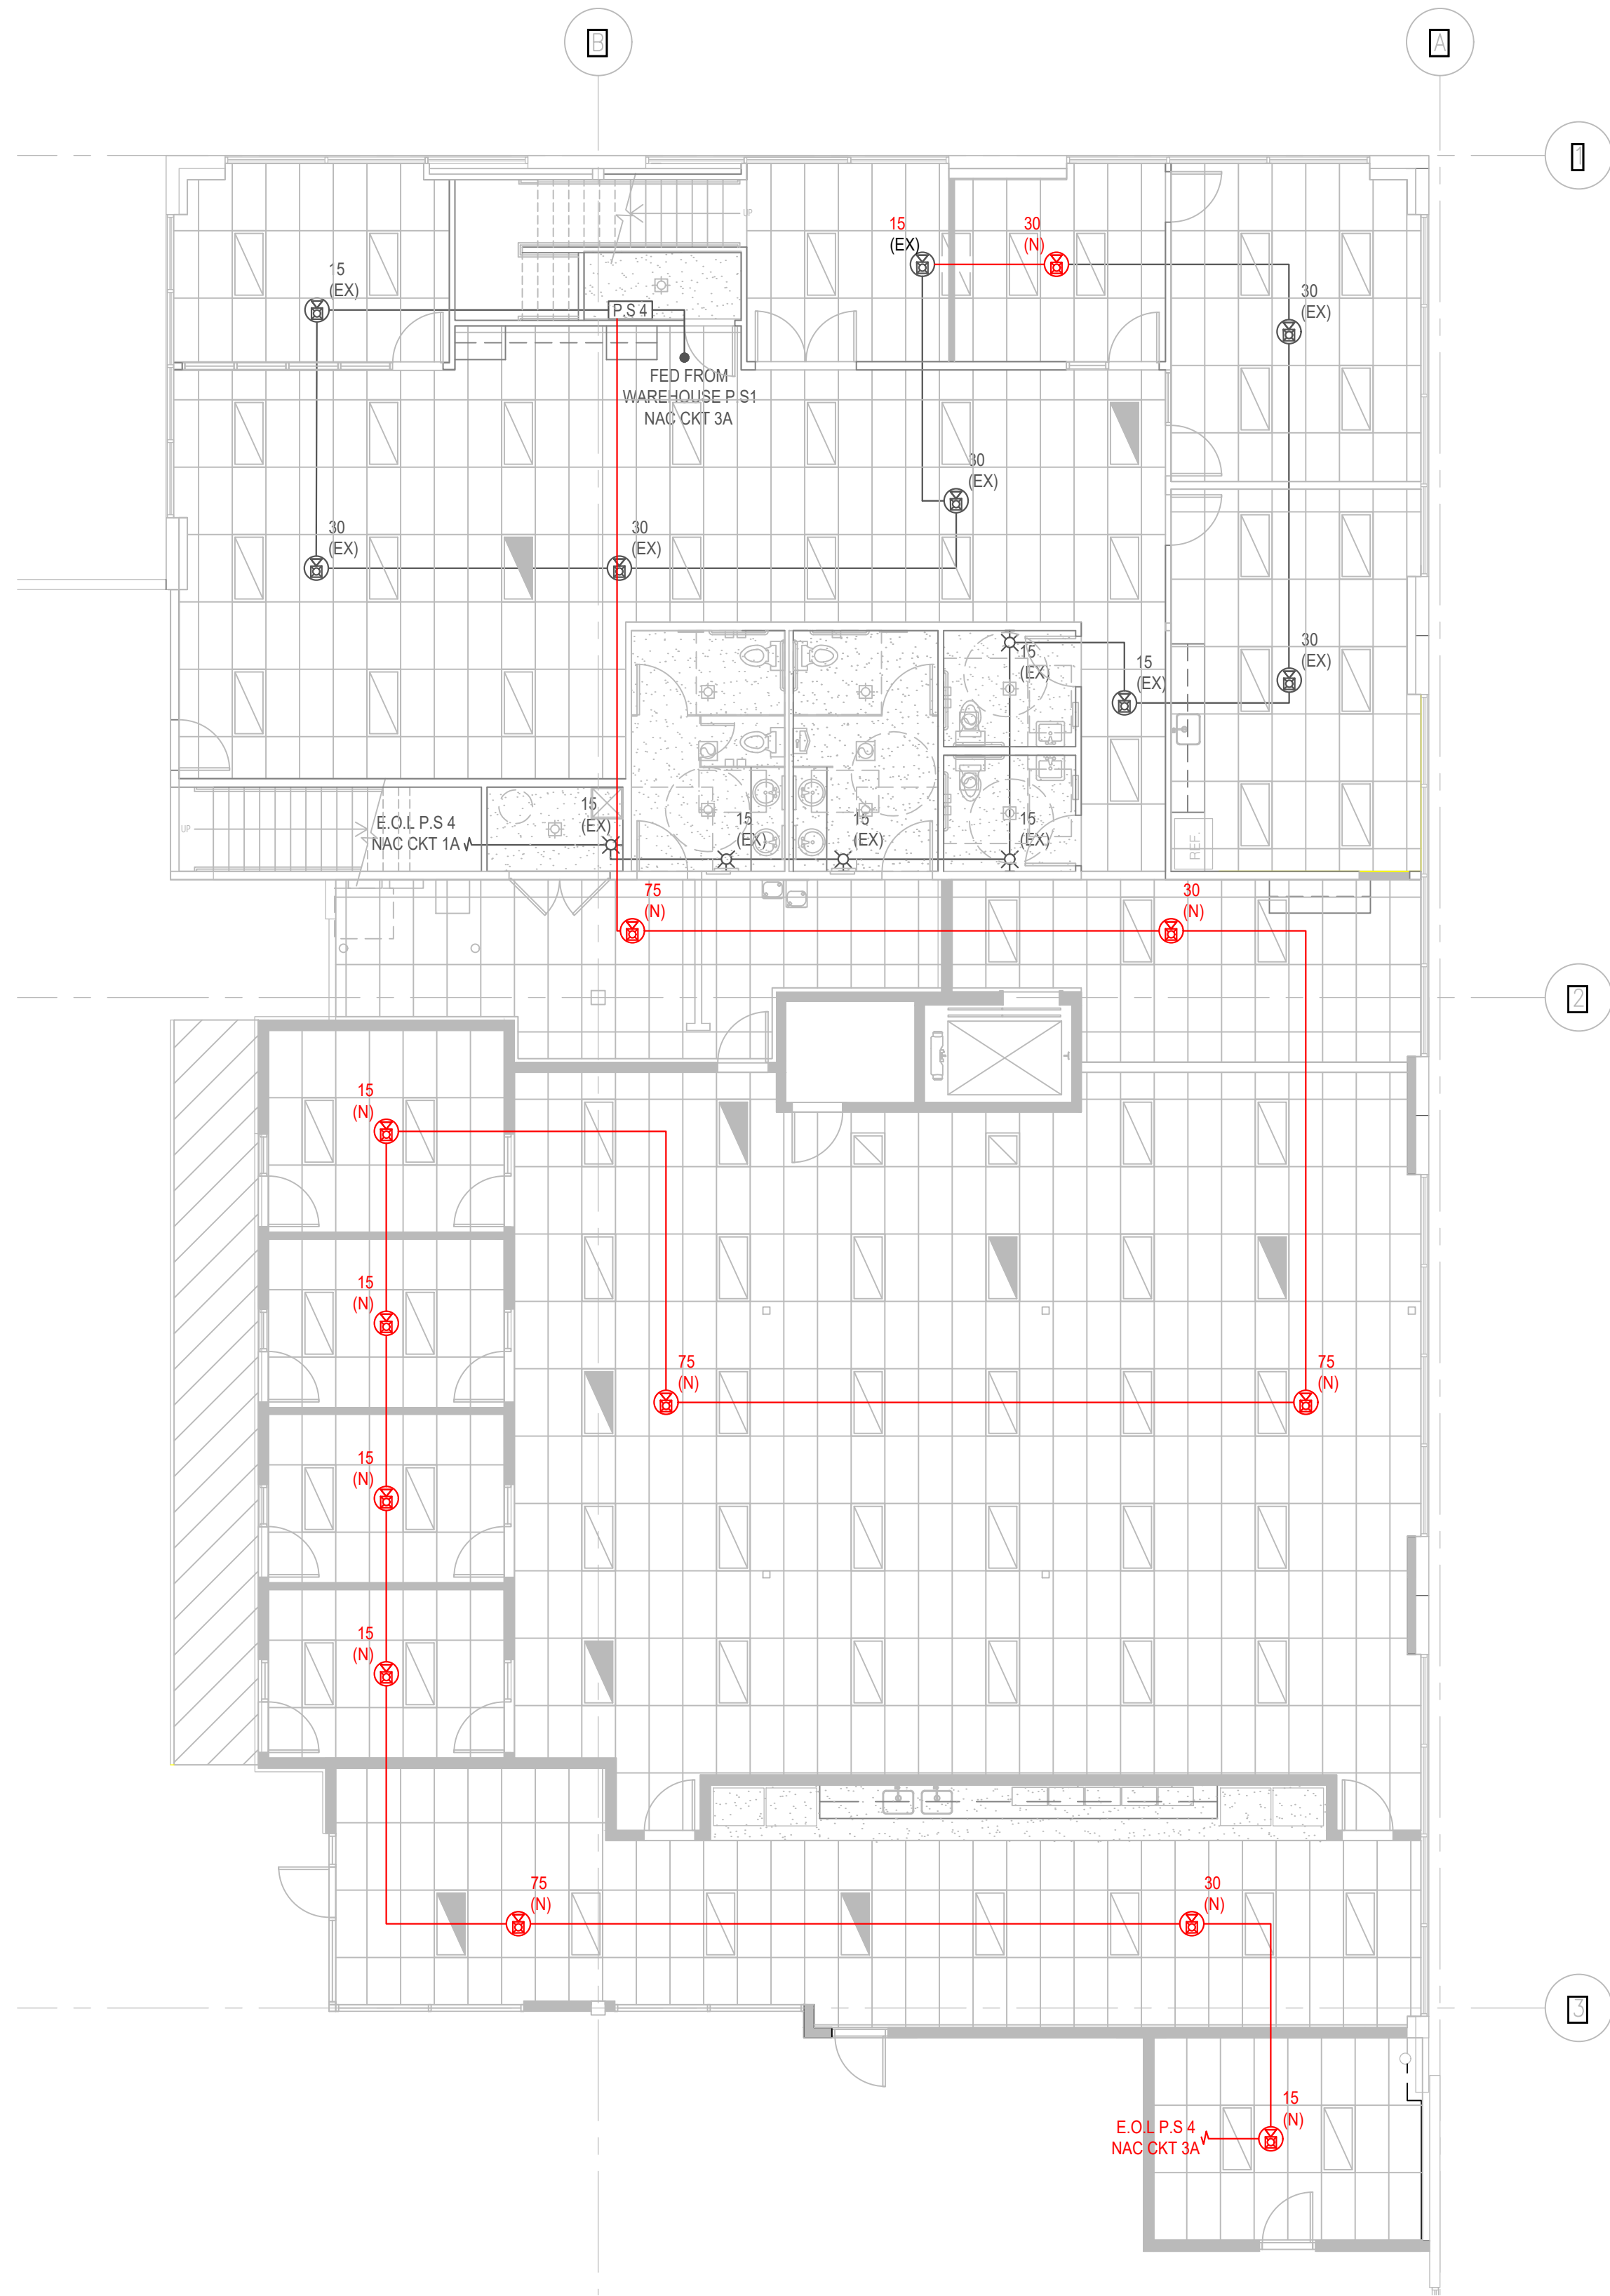 B
A
1
UP
15
(EX)
30
(N)
15
(EX)
P.S 4
30
(EX)
FED FROM
WAREHOUSE P.S1
NAC CKT 3A
30
(EX)
30
(EX)
30
(EX)
15
(EX)
15
(EX)
30
(EX)
15
(EX)
UP
E.O.L P.S 4
NAC CKT 1A
15
(EX)
15
(EX)
15
(EX)
REF.
75
(N)
30
(N)
2
15
(N)
15
(N)
75
(N)
75
(N)
15
(N)
15
(N)
75
(N)
30
(N)
3
15
(N)
E.O.L P.S 4
NAC CKT 3A